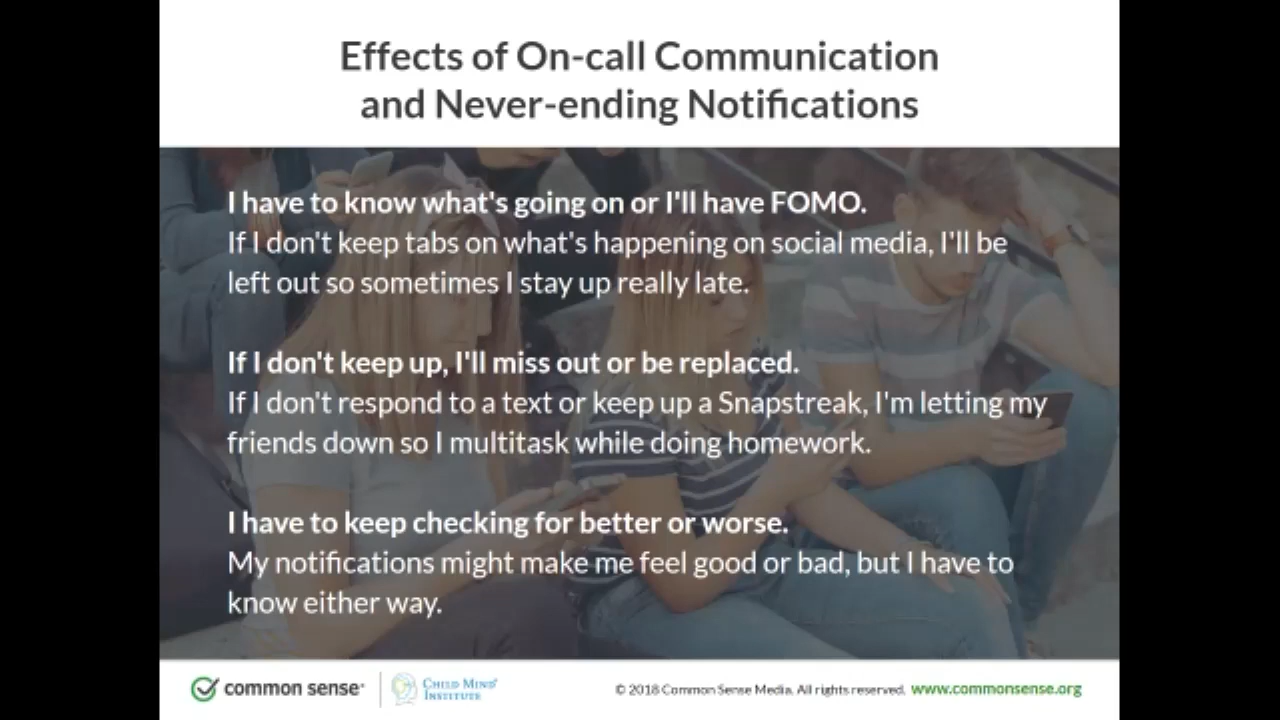 Effects of On-call Communication
and Never-ending Notifications
I have to know what's going on or I'll have FOMO.
If I don't keep tabs on what's happening on social media, I'll be
left out so sometimes I stay up really late.
If I don't keep up, I'll miss out or be replaced.
If I don't respond to a text or keep up a Snapstreak, I'm letting my
friends down so I multitask while doing homework.
I have to keep checking for better or worse.
My notifications might make me feel good or bad, but I have to
know either way.
common sense
CHILD MIND
INSTITUTE
© 2018 Common Sense Media. All rights reserved. www.commonsense.org